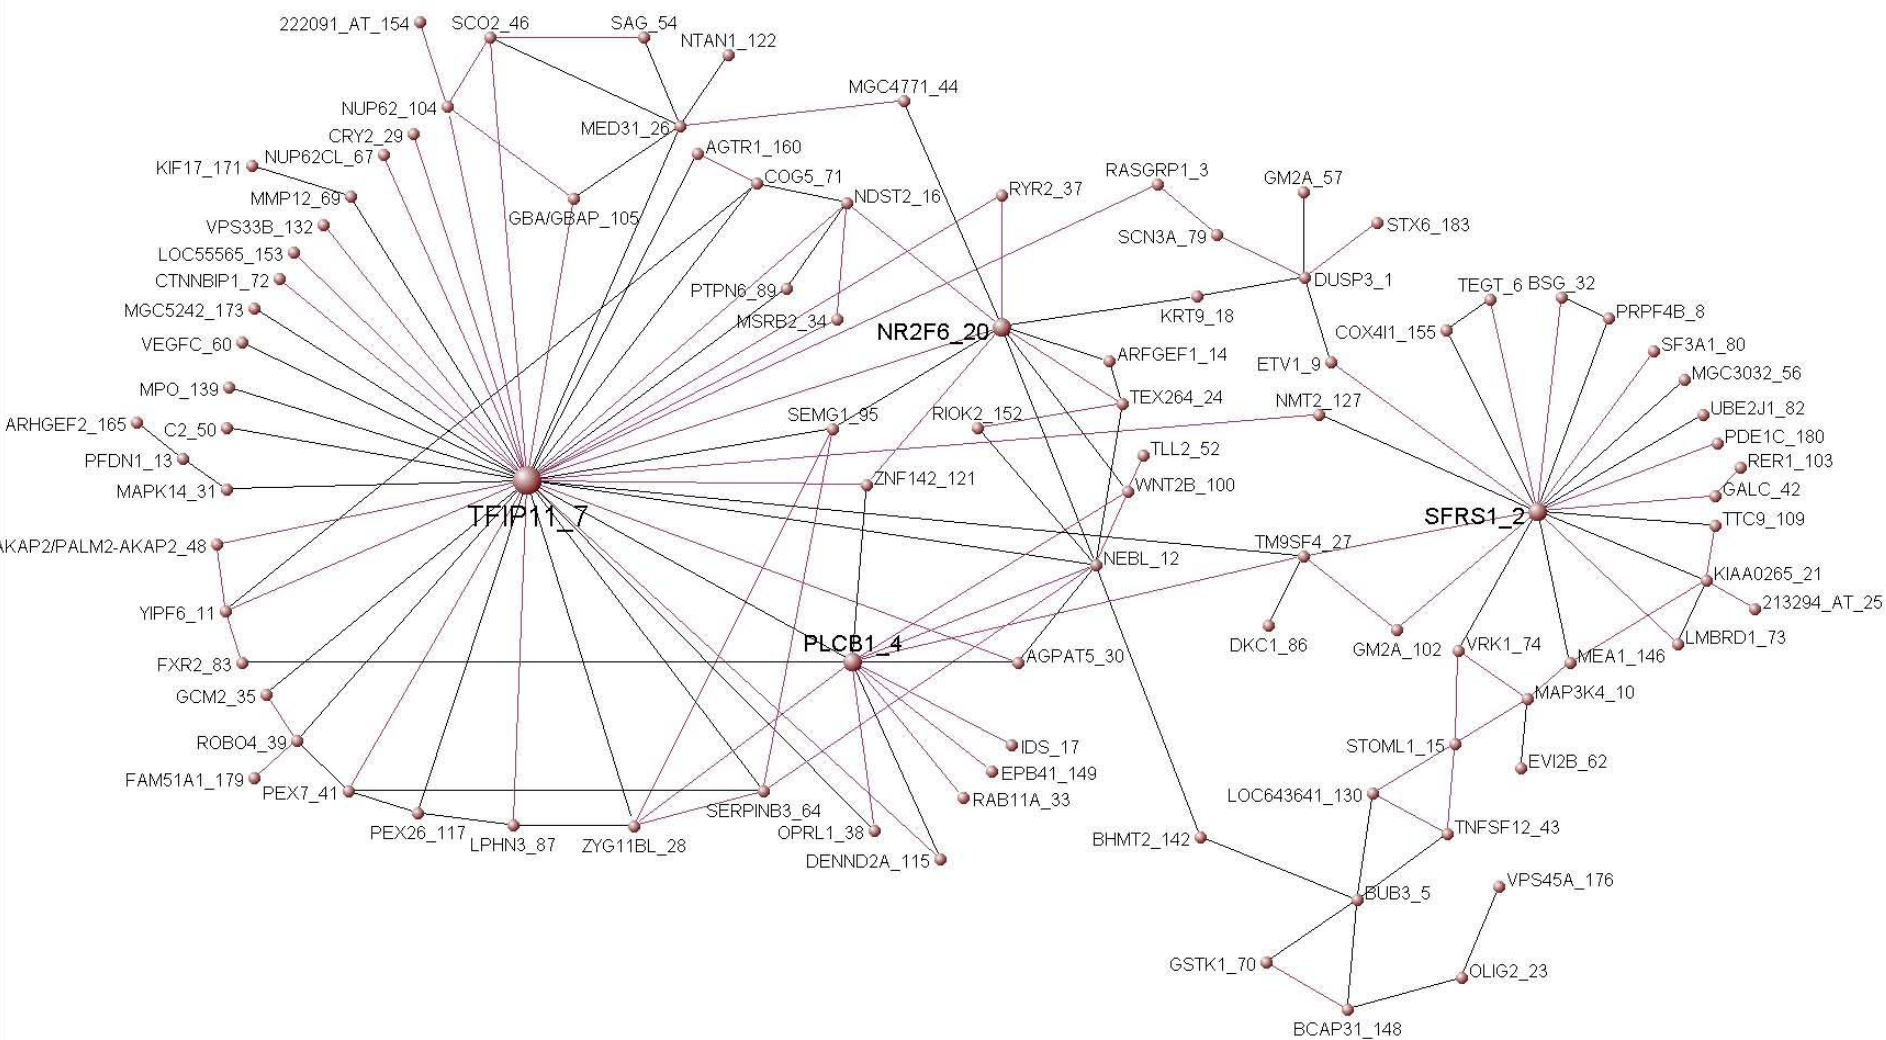 222091_AT_154
SCO2_46
SAG_54
NTAN1_122
MGC4771_44
NUP62_104
MED31_26
CRY2_29
AGTR1_160
NUP62CL_67
KIF17_171
COG5_71
RASGRP1_3
GM2A_57
RYR2_37
MMP12_69
NDST2_16
GBA/GBAP_105
VPS33B_132
STX6_183
SCN3A_79
LOC55565_153
CTNNBIP1_72
DUSP3_1
PTPN6_89
TEGT_6
BSG_32
MGC5242_173
MSRB2_34
KRT9_18
PRPF4B_8
NR2F6_20
COX4I1_155
VEGFC_60
SF3A1_80
ARFGEF1_14
ETV1_9
MGC3032_56
MPO_139
TEX264_24
NMT2_127
UBE2J1_82
SEMG1_95
RIOK2_152
ARHGEF2_165
C2_50
PDE1C_180
TLL2_52
PFDN1_13
RER1_103
ZNF142_121
WNT2B_100
MAPK14_31
GALC_42
TFIP11_7
SFRS1_2
TTC9_109
AKAP2/PALM2-AKAP2_48
TM9SF4_27
NEBL_12
KIAA0265_21
213294_AT_25
YIPF6_11
PLCB1_4
DKC1_86
GM2A_102
VRK1_74
LMBRD1_73
FXR2_83
AGPAT5_30
MEA1_146
GCM2_35
MAP3K4_10
ROBO4_39
IDS_17
STOML1_15
EVI2B_62
FAM51A1_179
EPB41_149
PEX7_41
RAB11A_33
LOC643641_130
SERPINB3_64
PEX26_117
LPHN3_87
ZYG11BL_28
OPRL1_38
TNFSF12_43
DENND2A_115
BHMT2_142
VPS45A_176
BUB3_5
GSTK1_70
OLIG2_23
BCAP31_148